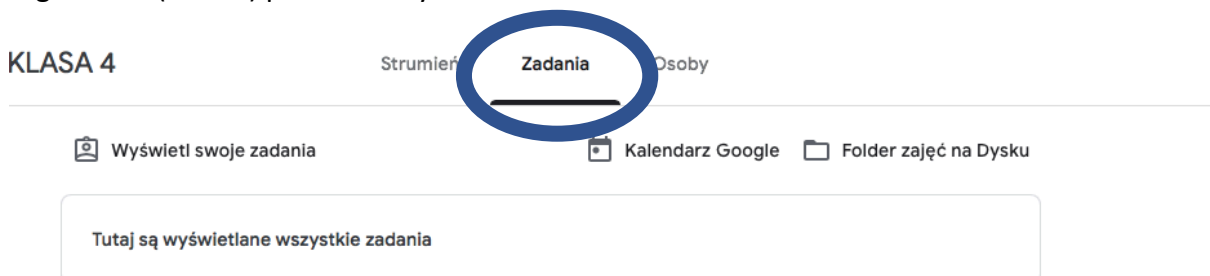 KLASA 4 Strumień Zadania Osoby
Wyświetl swoje zadania Kalendarz Google Folder zajęć na Dysku
Tutaj są wyświetlane wszystkie zadania